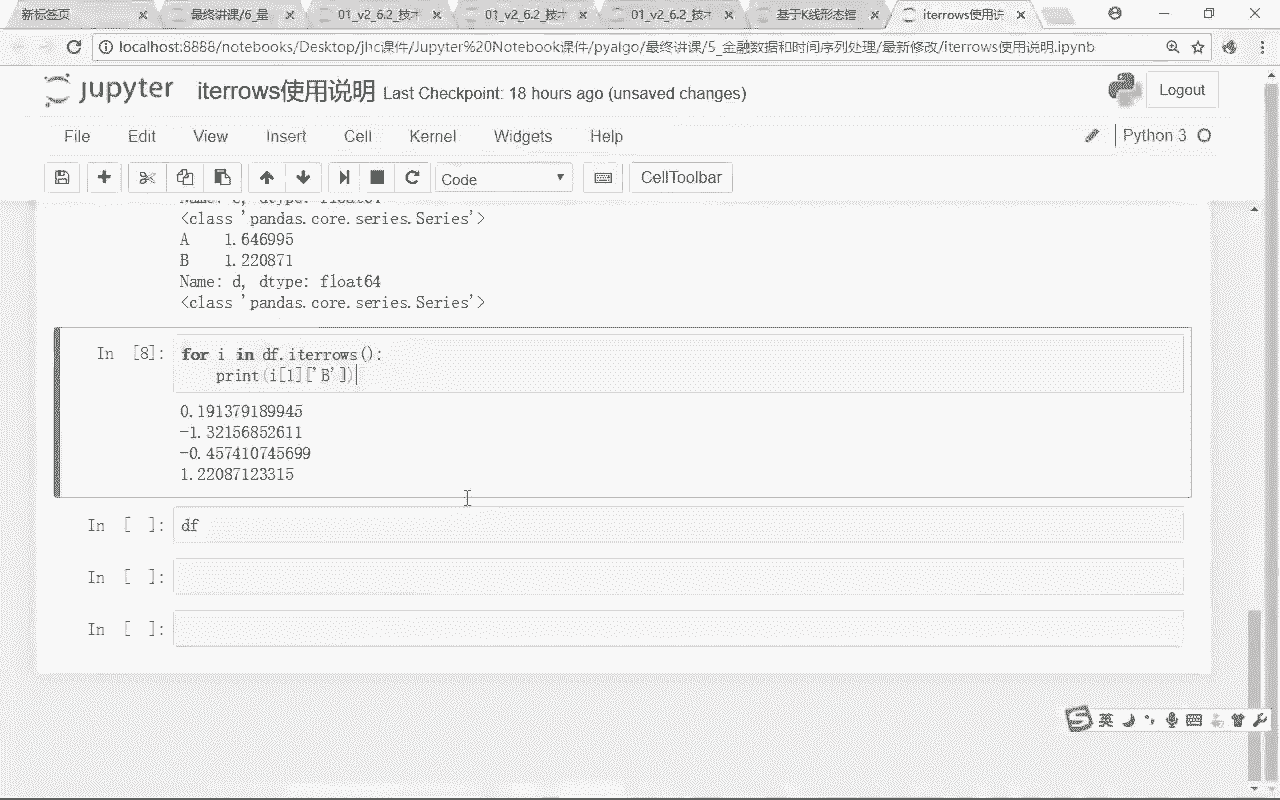 新标签页
最终讲课/6_量
01_v2_6.2_技术
01_v2_6.2_技术
01_v2_6.2_技术
基于K线形态
iterrows使用说
localhost:8888/notebooks/Desktop/jhc课件/Jupyter%20Notebook课件/pyalgo/最终讲课/5_金融数据和时间序列处理/最新修改/iterrows使用说明.ipynb
jupyter iterrows使用说明 Last Checkpoint: 18 hours ago (unsaved changes)
Logout
File Edit View Insert Cell Kernel Widgets Help
Python 3
Code
CellToolbar
<class 'pandas.core.series.Series'>
A 1.646995
B 1.220871
Name: d, dtype: float64
<class 'pandas.core.series.Series'>
In [8]: for i in df.iterrows():
print(i[1]['B'])
0.191379189945
-1.32156852611
-0.457410745699
1.22087123315
In [ ]: df
In [ ]:
In [ ]:
英